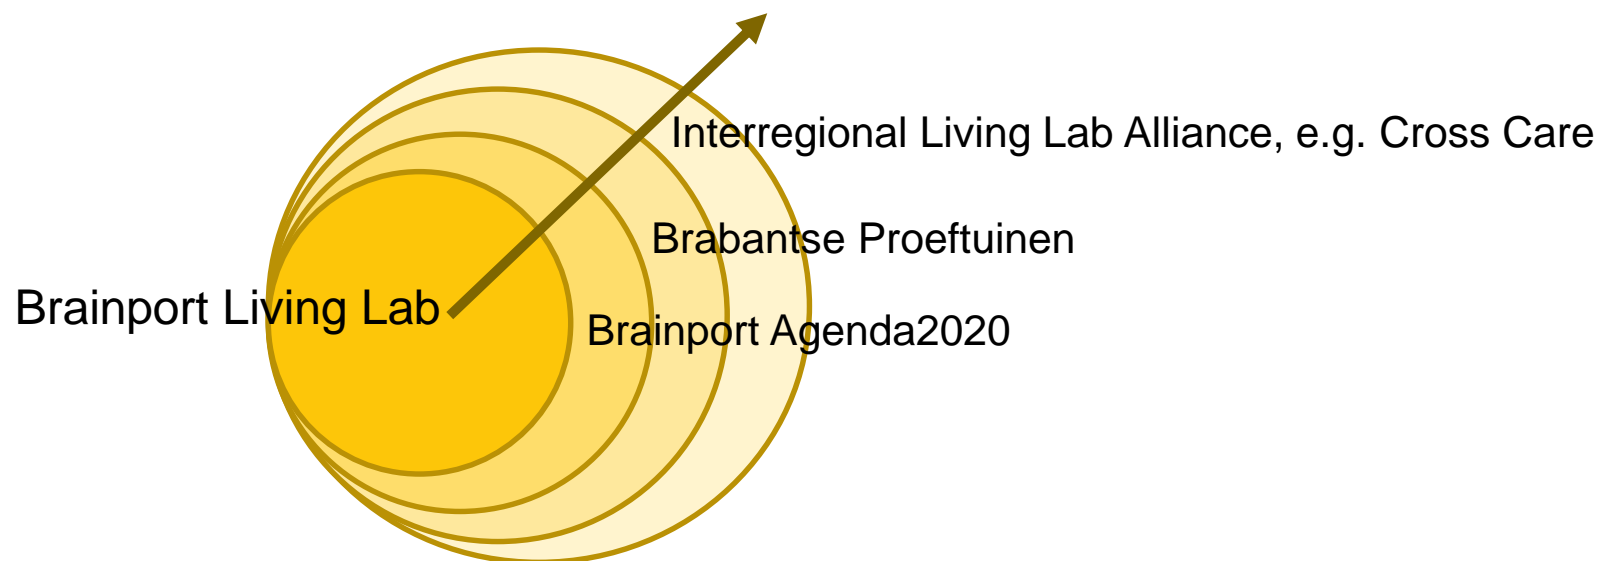 Interregional Living Lab Alliance, e.g. Cross Care
Brabantse Proeftuinen
Brainport Living Lab
Brainport Agenda2020